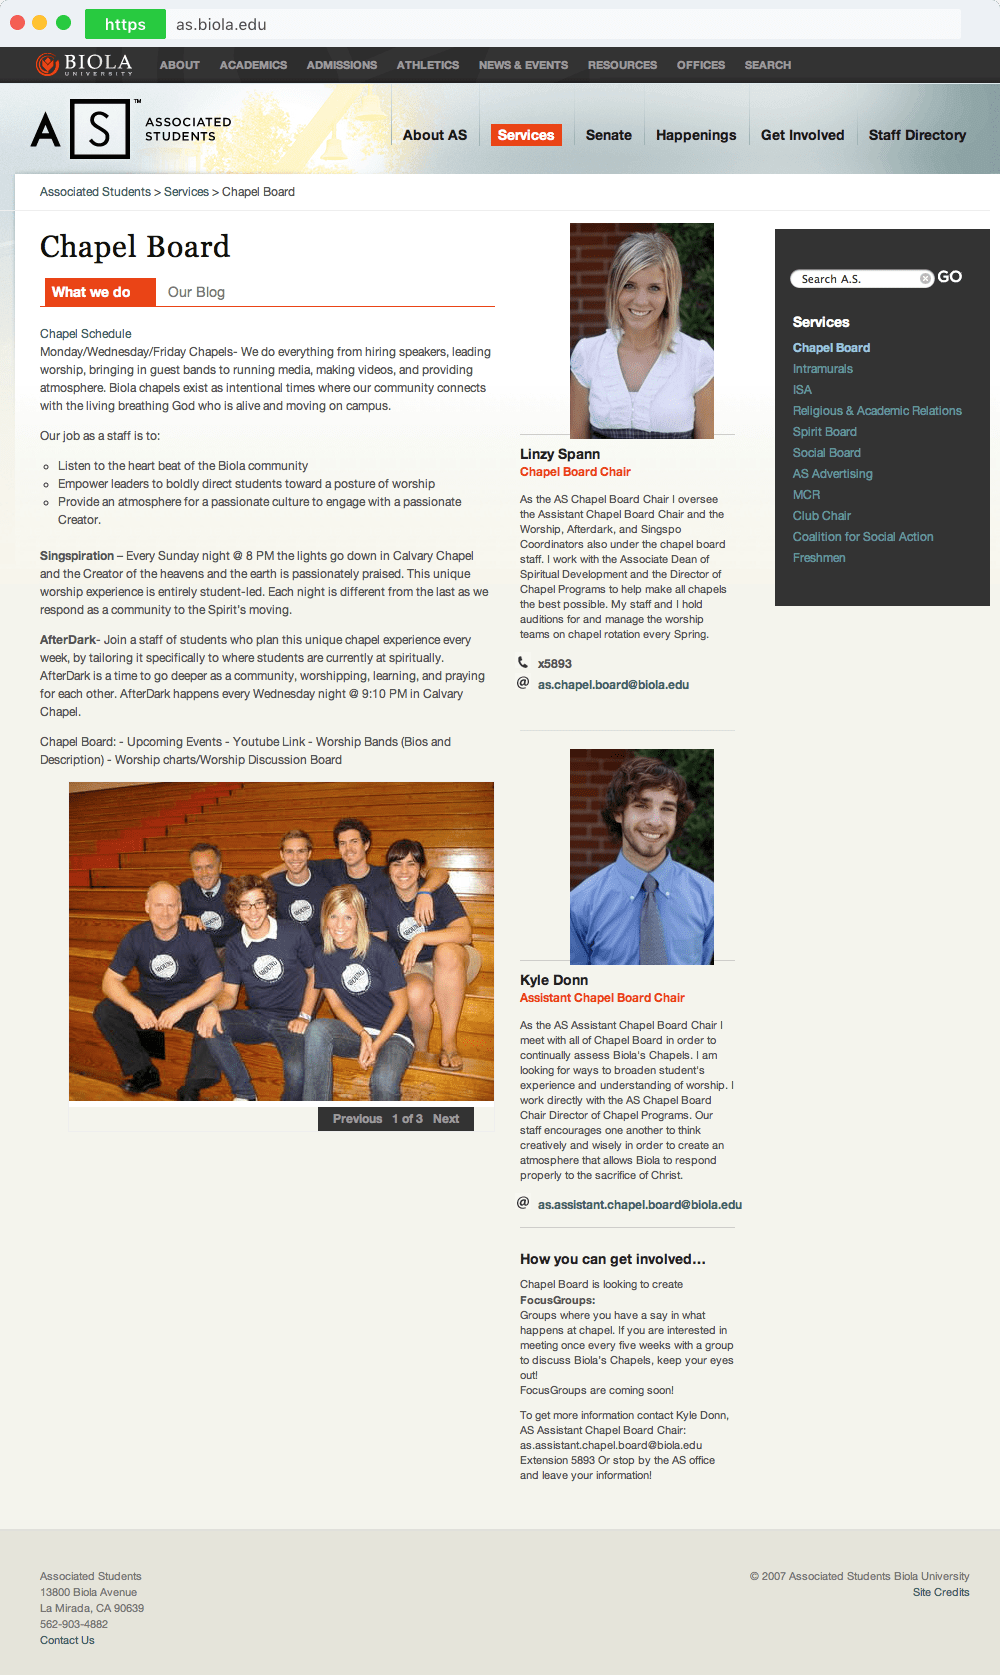 https as.biola.edu
BIOLA
UNIVERSITY
ABOUT ACADEMICS ADMISSIONS ATHLETICS NEWS & EVENTS RESOURCES OFFICES SEARCH
A S ™ ASSOCIATED
STUDENTS
About AS Services Senate Happenings Get Involved Staff Directory
Associated Students > Services > Chapel Board
Chapel Board
What we do Our Blog
Chapel Schedule
Monday/Wednesday/Friday Chapels- We do everything from hiring speakers, leading
worship, bringing in guest bands to running media, making videos, and providing
atmosphere. Biola chapels exist as intentional times where our community connects
with the living breathing God who is alive and moving on campus.
Our job as a staff is to:
Listen to the heart beat of the Biola community
Empower leaders to boldly direct students toward a posture of worship
Provide an atmosphere for a passionate culture to engage with a passionate
Creator.
Singspiration – Every Sunday night @ 8 PM the lights go down in Calvary Chapel
and the Creator of the heavens and the earth is passionately praised. This unique
worship experience is entirely student-led. Each night is different from the last as we
respond as a community to the Spirit's moving.
AfterDark- Join a staff of students who plan this unique chapel experience every
week, by tailoring it specifically to where students are currently at spiritually.
AfterDark is a time to go deeper as a community, worshipping, learning, and praying
for each other. AfterDark happens every Wednesday night @ 9:10 PM in Calvary
Chapel.
Chapel Board: - Upcoming Events - Youtube Link - Worship Bands (Bios and
Description) - Worship charts/Worship Discussion Board
Previous 1 of 3 Next
Linzy Spann
Chapel Board Chair
As the AS Chapel Board Chair I oversee
the Assistant Chapel Board Chair and the
Worship, Afterdark, and Singspo
Coordinators also under the chapel board
staff. I work with the Associate Dean of
Spiritual Development and the Director of
Chapel Programs to help make all chapels
the best possible. My staff and I hold
auditions for and manage the worship
teams on chapel rotation every Spring.
x5893
@ as.chapel.board@biola.edu
Kyle Donn
Assistant Chapel Board Chair
As the AS Assistant Chapel Board Chair I
meet with all of Chapel Board in order to
continually assess Biola's Chapels. I am
looking for ways to broaden student's
experience and understanding of worship. I
work directly with the AS Chapel Board
Chair Director of Chapel Programs. Our
staff encourages one another to think
creatively and wisely in order to create an
atmosphere that allows Biola to respond
properly to the sacrifice of Christ.
@ as.assistant.chapel.board@biola.edu
How you can get involved...
Chapel Board is looking to create
FocusGroups:
Groups where you have a say in what
happens at chapel. If you are interested in
meeting once every five weeks with a group
to discuss Biola's Chapels, keep your eyes
out!
FocusGroups are coming soon!
To get more information contact Kyle Donn,
AS Assistant Chapel Board Chair:
as.assistant.chapel.board@biola.edu
Extension 5893 Or stop by the AS office
and leave your information!
Search A.S. GO
Services
Chapel Board
Intramurals
ISA
Religious & Academic Relations
Spirit Board
Social Board
AS Advertising
MCR
Club Chair
Coalition for Social Action
Freshmen
Associated Students
13800 Biola Avenue
La Mirada, CA 90639
562-903-4882
Contact Us
© 2007 Associated Students Biola University
Site Credits